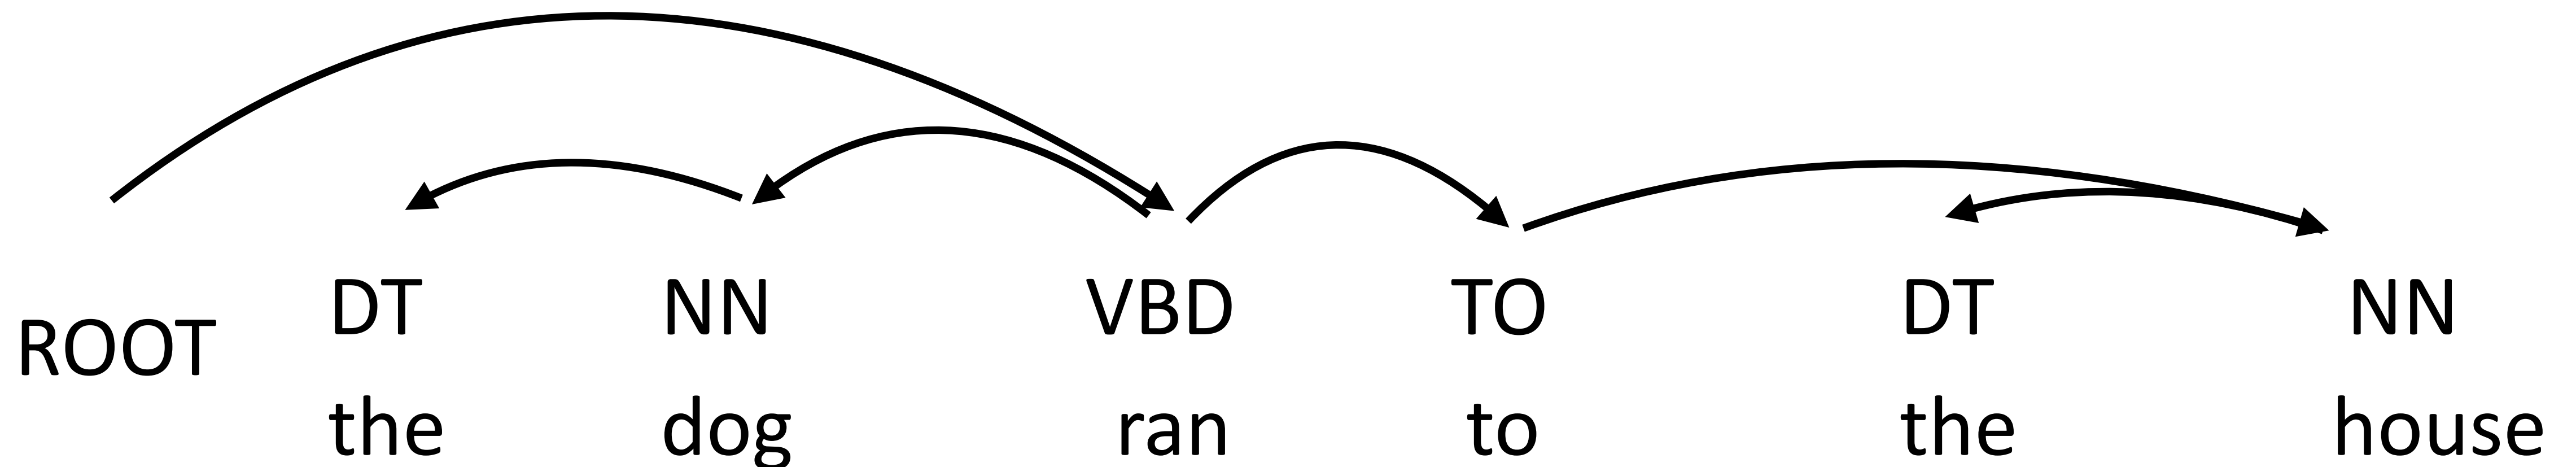 ROOT DT NN VBD TO DT NN
the dog ran to the house